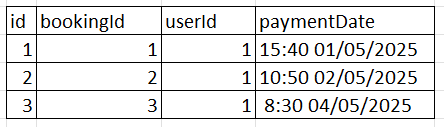 id bookingId userId paymentDate
1 1 1 15:40 01/05/2025
2 2 1 10:50 02/05/2025
3 3 1 8:30 04/05/2025